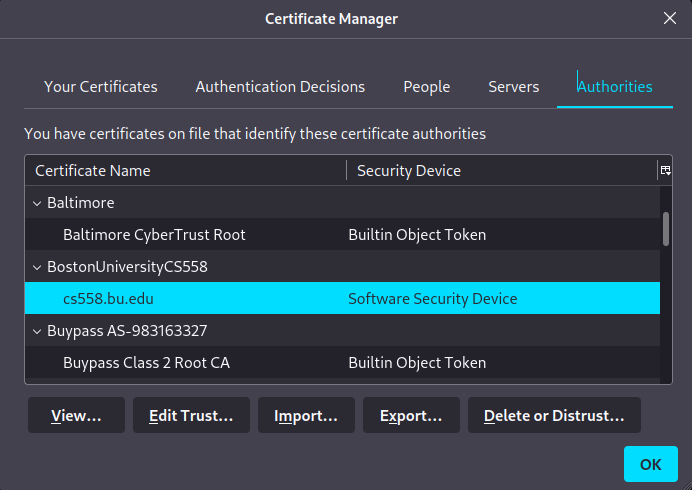 Certificate Manager
Your Certificates Authentication Decisions People Servers Authorities
You have certificates on file that identify these certificate authorities
Certificate Name Security Device
Baltimore
Baltimore CyberTrust Root Builtin Object Token
BostonUniversityCS558
cs558.bu.edu Software Security Device
Buypass AS-983163327
Buypass Class 2 Root CA Builtin Object Token
View… Edit Trust… Import… Export… Delete or Distrust…
OK